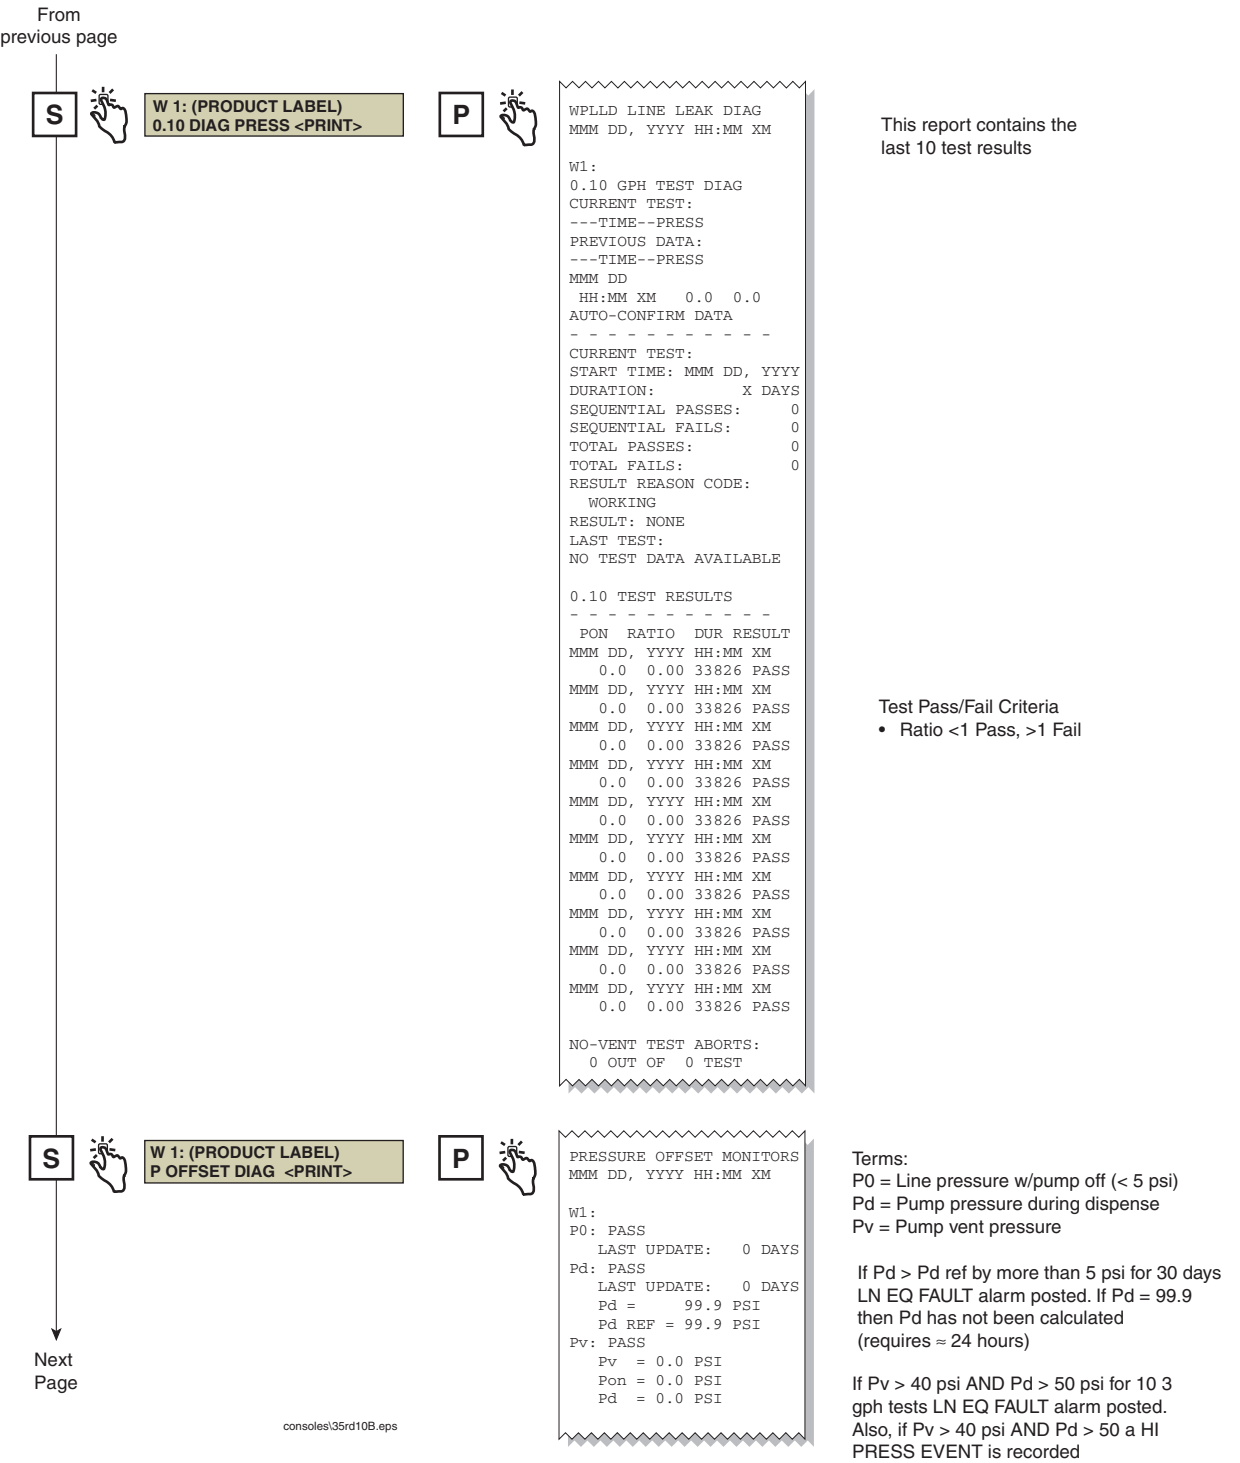 From
previous page
S
W 1: (PRODUCT LABEL)
0.10 DIAG PRESS <PRINT>
P
WPLLD LINE LEAK DIAG
MMM DD, YYYY HH:MM XM
W1:
0.10 GPH TEST DIAG
CURRENT TEST:
---TIME--PRESS
PREVIOUS DATA:
---TIME--PRESS
MMM DD
HH:MM XM 0.0 0.0
AUTO-CONFIRM DATA
- - - - - - - - - - -
CURRENT TEST:
START TIME: MMM DD, YYYY
DURATION: X DAYS
SEQUENTIAL PASSES: 0
SEQUENTIAL FAILS: 0
TOTAL PASSES: 0
TOTAL FAILS: 0
RESULT REASON CODE:
WORKING
RESULT: NONE
LAST TEST:
NO TEST DATA AVAILABLE
0.10 TEST RESULTS
- - - - - - - - - - -
PON RATIO DUR RESULT
MMM DD, YYYY HH:MM XM
0.0 0.00 33826 PASS
MMM DD, YYYY HH:MM XM
0.0 0.00 33826 PASS
MMM DD, YYYY HH:MM XM
0.0 0.00 33826 PASS
MMM DD, YYYY HH:MM XM
0.0 0.00 33826 PASS
MMM DD, YYYY HH:MM XM
0.0 0.00 33826 PASS
MMM DD, YYYY HH:MM XM
0.0 0.00 33826 PASS
MMM DD, YYYY HH:MM XM
0.0 0.00 33826 PASS
MMM DD, YYYY HH:MM XM
0.0 0.00 33826 PASS
MMM DD, YYYY HH:MM XM
0.0 0.00 33826 PASS
MMM DD, YYYY HH:MM XM
0.0 0.00 33826 PASS
NO-VENT TEST ABORTS:
0 OUT OF 0 TEST
This report contains the
last 10 test results
Test Pass/Fail Criteria
• Ratio <1 Pass, >1 Fail
S
W 1: (PRODUCT LABEL)
P OFFSET DIAG <PRINT>
P
PRESSURE OFFSET MONITORS
MMM DD, YYYY HH:MM XM
W1:
P0: PASS
LAST UPDATE: 0 DAYS
Pd: PASS
LAST UPDATE: 0 DAYS
Pd = 99.9 PSI
Pd REF = 99.9 PSI
Pv: PASS
Pv = 0.0 PSI
Pon = 0.0 PSI
Pd = 0.0 PSI
Terms:
P0 = Line pressure w/pump off (< 5 psi)
Pd = Pump pressure during dispense
Pv = Pump vent pressure
If Pd > Pd ref by more than 5 psi for 30 days
LN EQ FAULT alarm posted. If Pd = 99.9
then Pd has not been calculated
(requires ≈ 24 hours)
If Pv > 40 psi AND Pd > 50 psi for 10 3
gph tests LN EQ FAULT alarm posted.
Also, if Pv > 40 psi AND Pd > 50 a HI
PRESS EVENT is recorded
Next
Page
consoles\35rd10B.eps